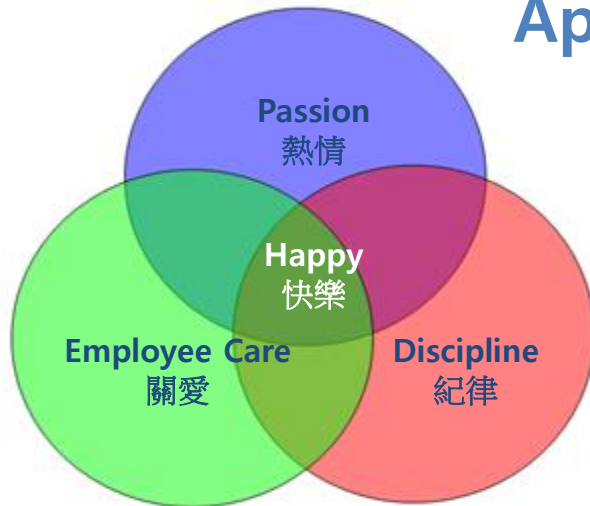 Ap
Passion
熱情
Happy
快樂
Employee Care
關愛
Discipline
紀律